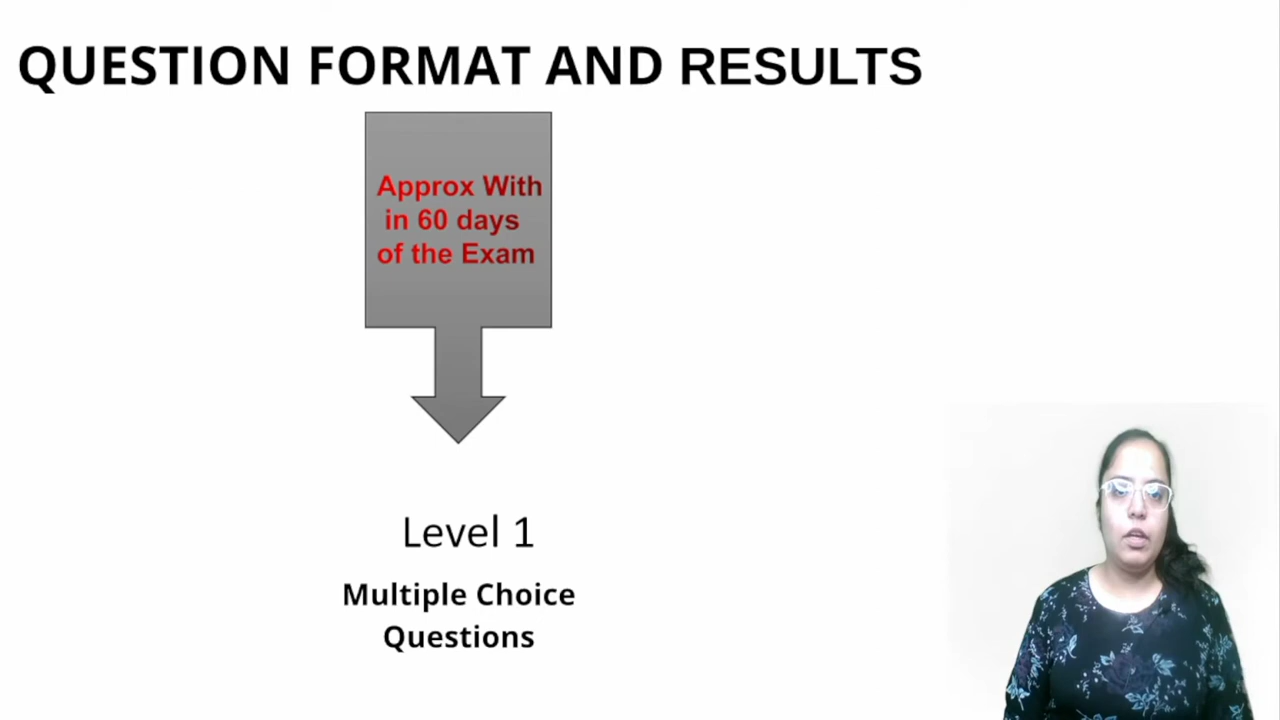 QUESTION FORMAT AND RESULTS
Approx With
in 60 days
of the Exam
Level 1
Multiple Choice
Questions